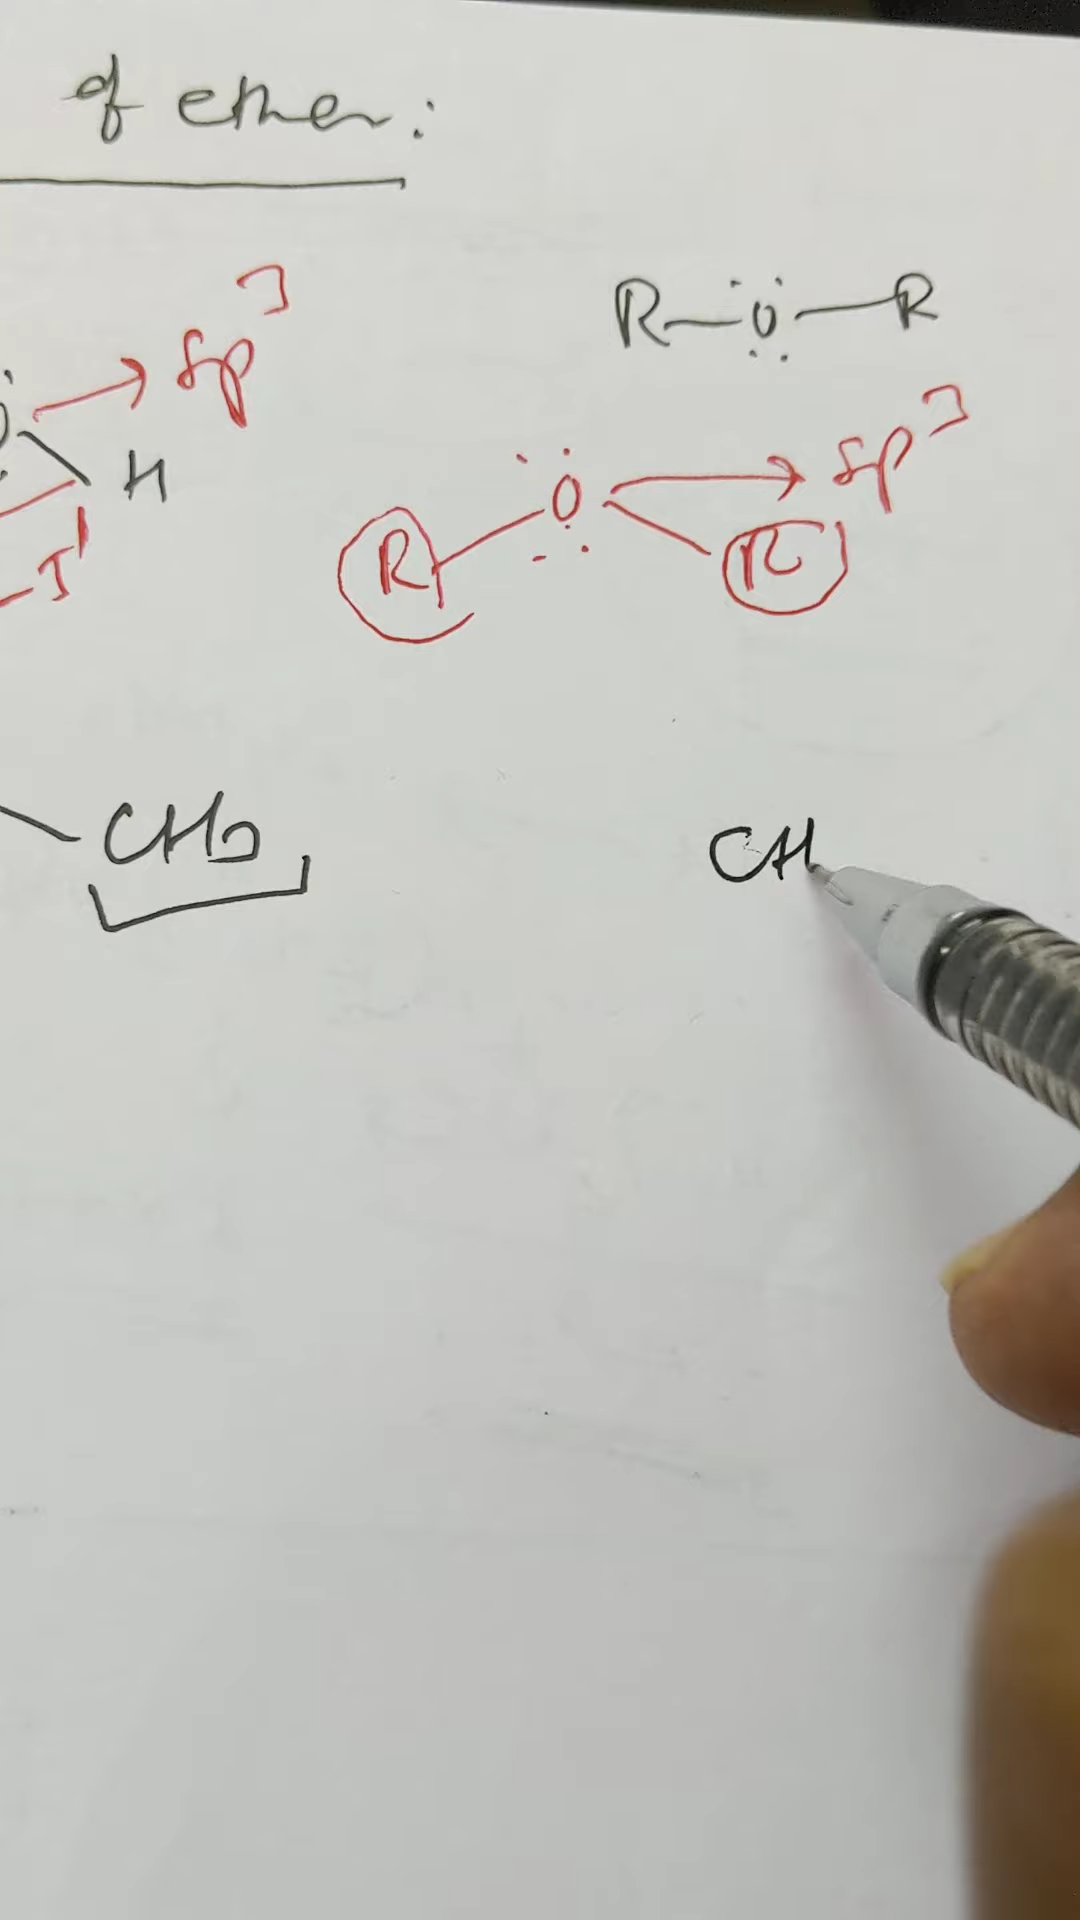 of ether:
sp³
R—Ö—R
H
O
sp³
R
R
CH3
CH